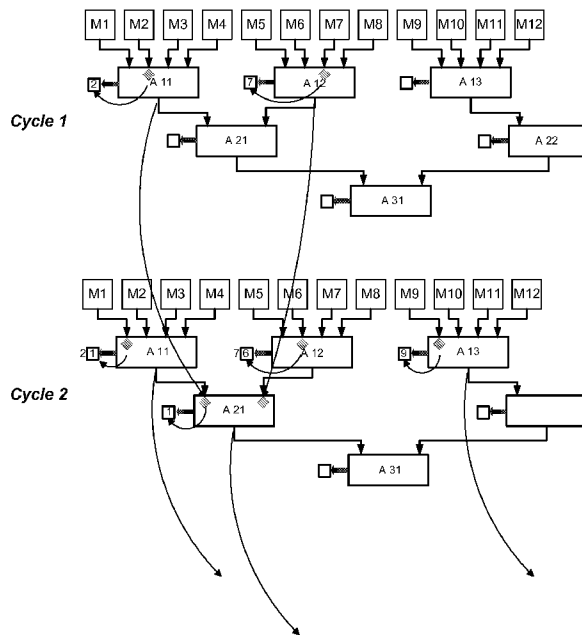 M1 M2 M3 M4 M5 M6 M7 M8 M9 M10 M11 M12
2 A 11 7 A 12 A 13
Cycle 1
A 21 A 22
A 31
M1 M2 M3 M4 M5 M6 M7 M8 M9 M10 M11 M12
2 1 A 11 7 6 A 12 9 A 13
Cycle 2
1 A 21
A 31